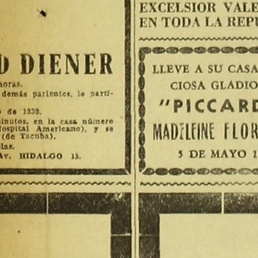 D DIENER
horas.
demás parientes, lo parti-
o de 1939.
minutos, en la casa número
Hospital Americano), y se
(de Tacuba).
ias.
Av. HIDALGO 13.
EXCELSIOR VALE
EN TODA LA REPU
LLEVE A SU CASA
CIOSA GLADIO
"PICCARD
MADELEINE FLOR
5 DE MAYO 1